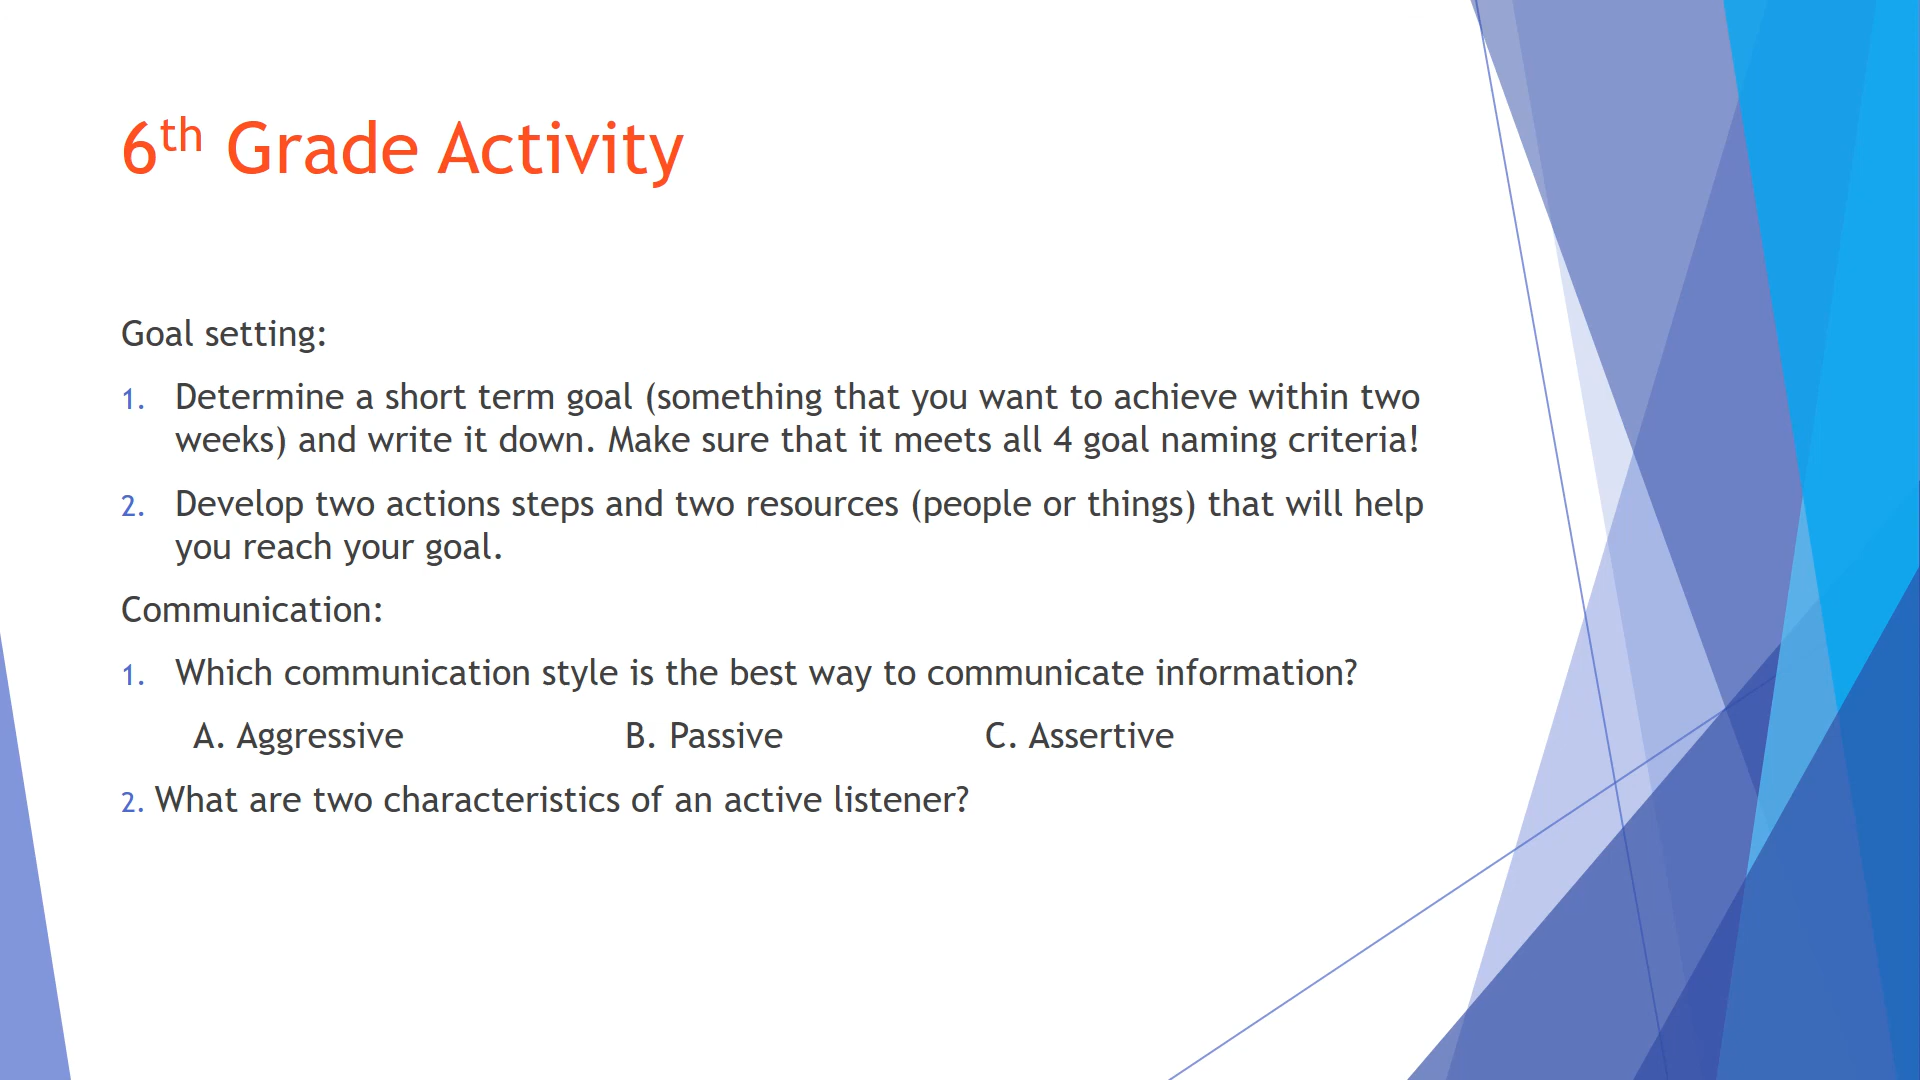 6th Grade Activity
Goal setting:
1. Determine a short term goal (something that you want to achieve within two
weeks) and write it down. Make sure that it meets all 4 goal naming criteria!
2. Develop two actions steps and two resources (people or things) that will help
you reach your goal.
Communication:
1. Which communication style is the best way to communicate information?
A. Aggressive B. Passive C. Assertive
2. What are two characteristics of an active listener?